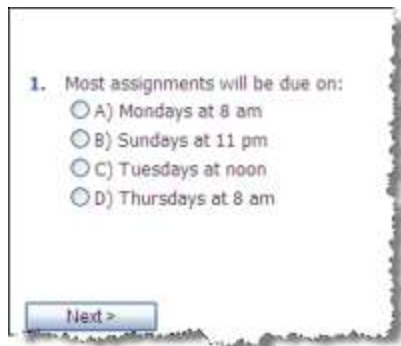 1. Most assignments will be due on:
A) Mondays at 8 am
B) Sundays at 11 pm
C) Tuesdays at noon
D) Thursdays at 8 am
Next >